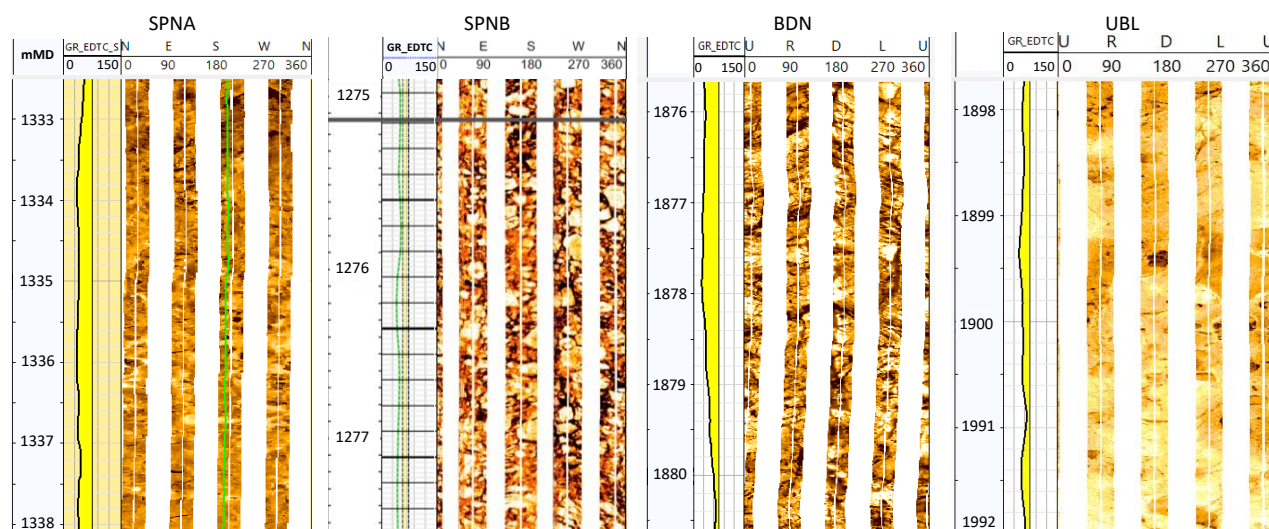 SPNA
SPNB
BDN
UBL
mMD
GR_EDTC_S
N E S W N
0 150 0 90 180 270 360
GR_EDTC
N E S W N
0 150 0 90 180 270 360
GR_EDTC
U R D L U
0 150 0 90 180 270 360
GR_EDTC
U R D L U
0 150 0 90 180 270 360
1333
1334
1335
1336
1337
1338
1275
1276
1277
1876
1877
1878
1879
1880
1898
1899
1900
1991
1992